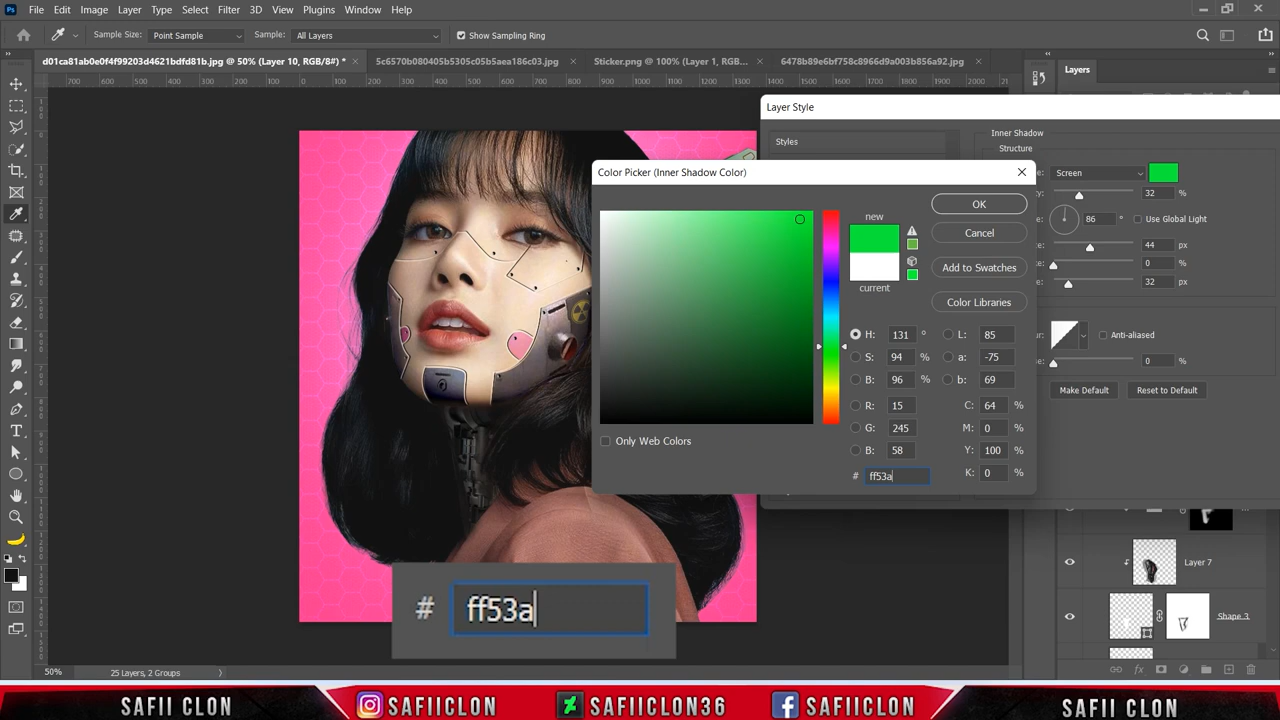 Ps File Edit Image Layer Type Select Filter 3D View Plugins Window Help
Sample Size: Point Sample Sample: All Layers Show Sampling Ring
d01ca81ab0e0f4f99203d4621bdfd81b.jpg @ 50% (Layer 10, RGB/8#) * 5c6570b080405b5305c05b5aea186c03.jpg Sticker.png @ 100% (Layer 1, RGB... 6478b89e6bf758c8966d9a003b856a92.jpg
Layers
Layer Style
Styles
Inner Shadow
Structure
Screen
32 %
86 °
Use Global Light
44 px
0 %
32 px
Anti-aliased
0 %
Make Default Reset to Default
Color Picker (Inner Shadow Color)
new
current
OK
Cancel
Add to Swatches
Color Libraries
H: 131 ° L: 85
S: 94 % a: -75
B: 96 % b: 69
R: 15 C: 64 %
G: 245 M: 0 %
B: 58 Y: 100 %
# ff53a K: 0 %
Only Web Colors
# ff53a
Layer 7
Shape 3
fx
50% 25 Layers, 2 Groups
SAFII CLON SAFIICLON SAFIICLON36 SAFIICLON SAFII CLON